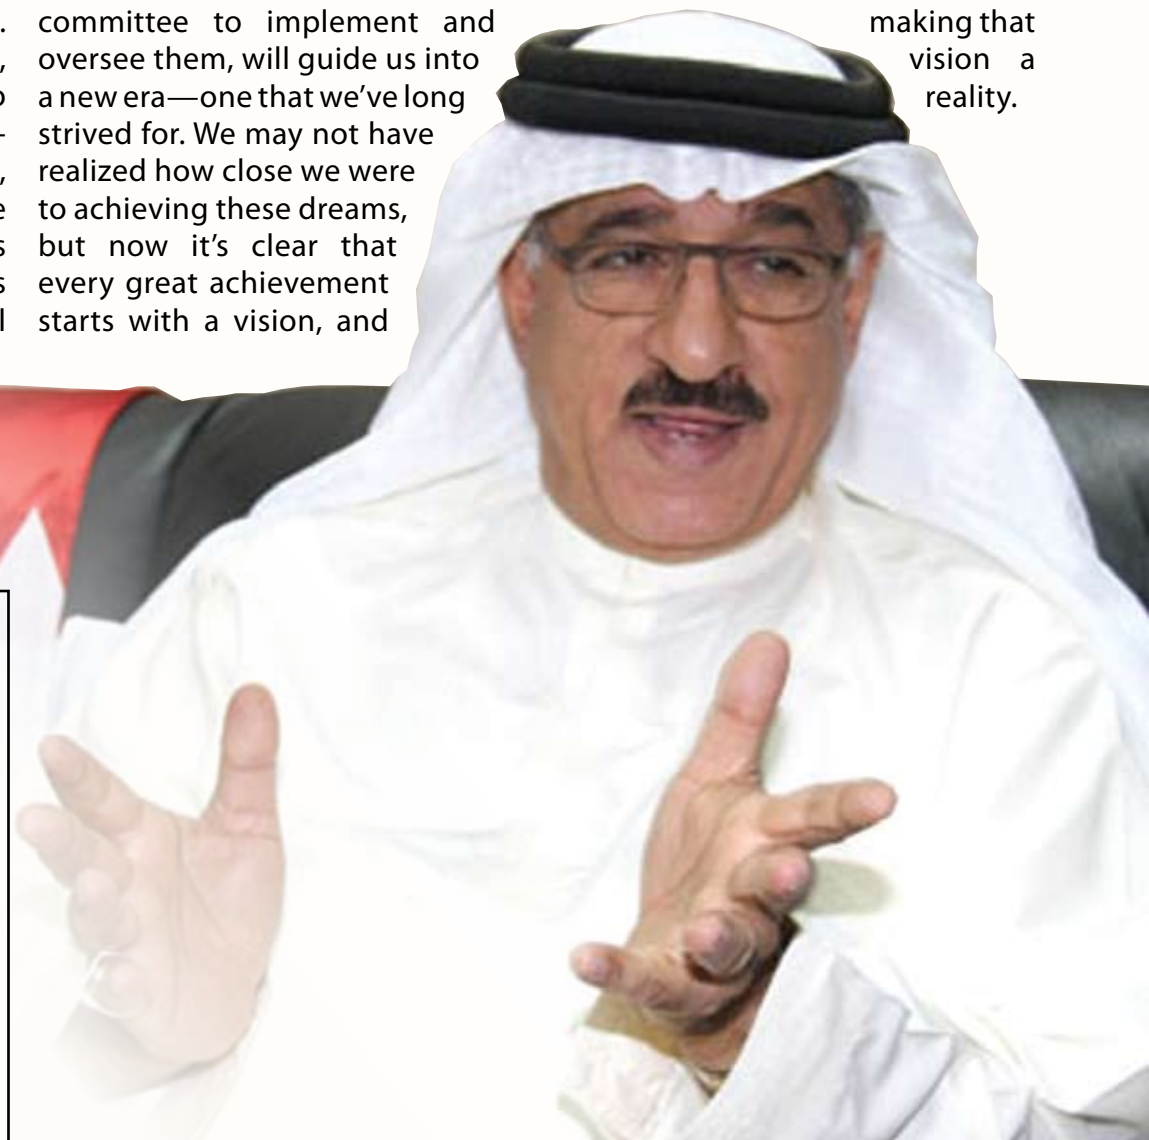 committee to implement and
oversee them, will guide us into
a new era—one that we've long
strived for. We may not have
realized how close we were
to achieving these dreams,
but now it's clear that
every great achievement
starts with a vision, and
making that
vision a
reality.